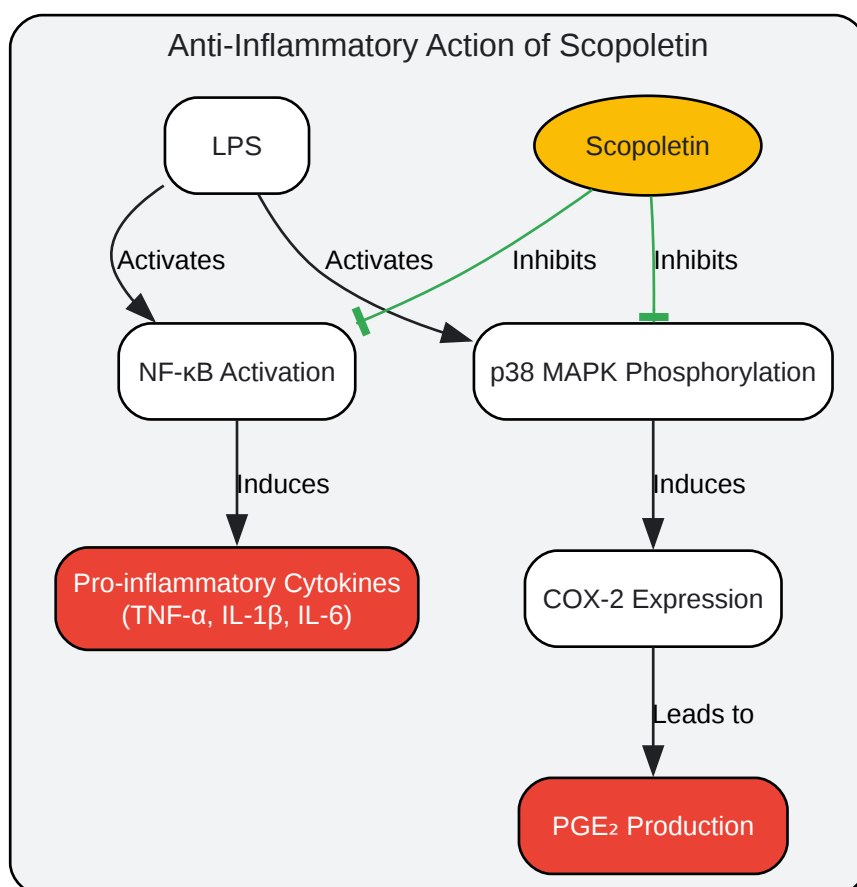 Anti-Inflammatory Action of Scopoletin
LPS
Scopoletin
Activates
Activates
Inhibits
Inhibits
NF-κB Activation
p38 MAPK Phosphorylation
Induces
Induces
Pro-inflammatory Cytokines
(TNF-α, IL-1β, IL-6)
COX-2 Expression
Leads to
PGE₂ Production